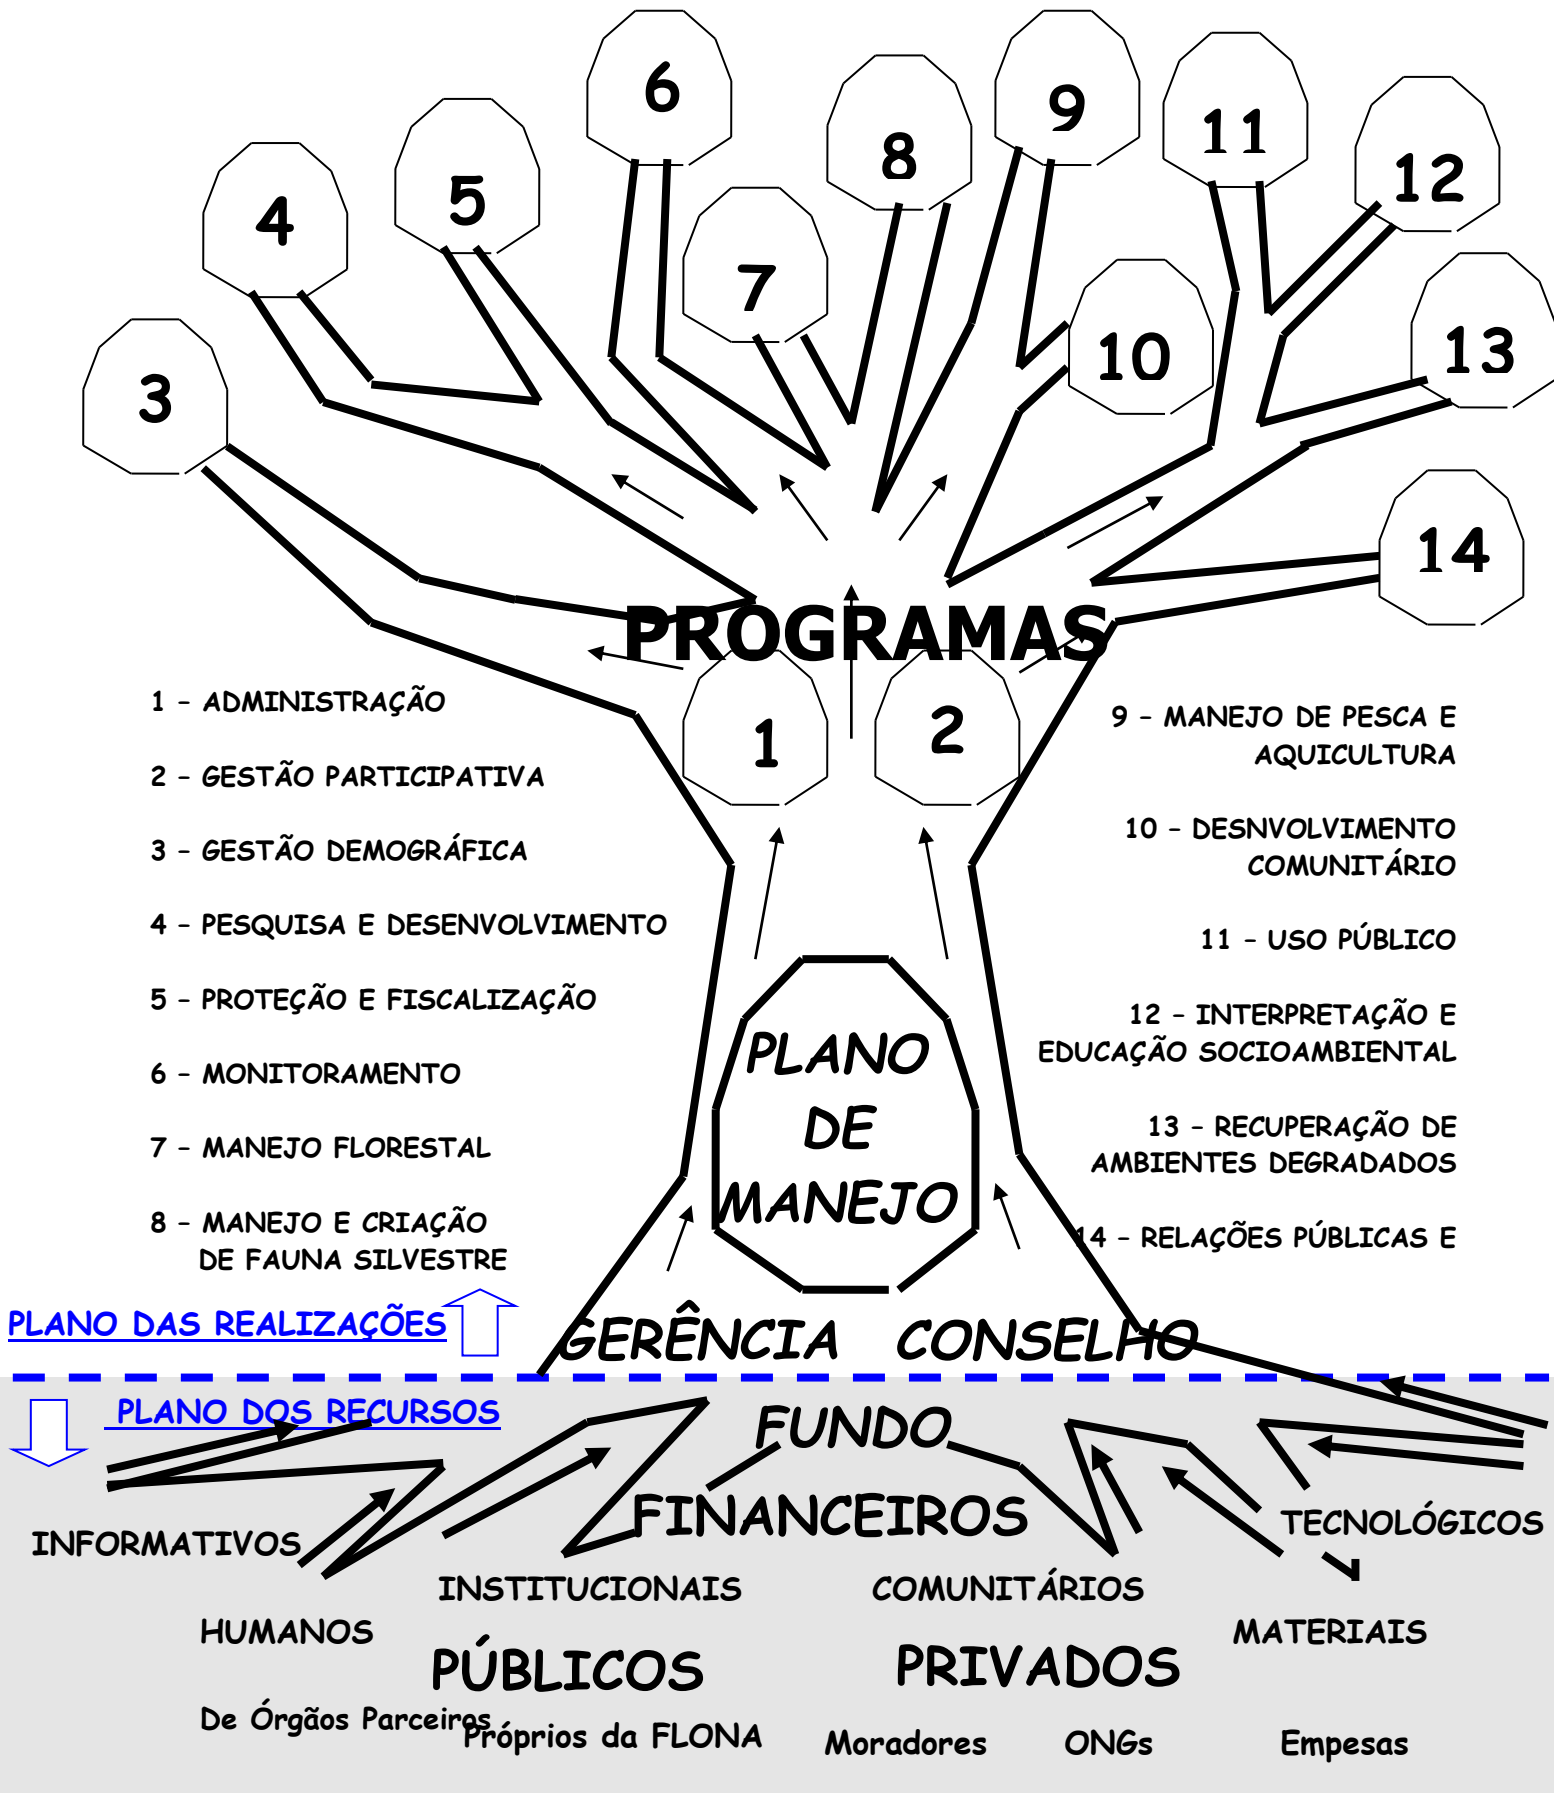 6
9
8
11
12
5
4
7
10
13
3
14
PROGRAMAS
1
2
1 – ADMINISTRAÇÃO
2 – GESTÃO PARTICIPATIVA
3 – GESTÃO DEMOGRÁFICA
4 – PESQUISA E DESENVOLVIMENTO
5 – PROTEÇÃO E FISCALIZAÇÃO
6 – MONITORAMENTO
7 – MANEJO FLORESTAL
8 – MANEJO E CRIAÇÃO
DE FAUNA SILVESTRE
9 – MANEJO DE PESCA E
AQUICULTURA
10 – DESNVOLVIMENTO
COMUNITÁRIO
11 – USO PÚBLICO
12 – INTERPRETAÇÃO E
EDUCAÇÃO SOCIOAMBIENTAL
13 – RECUPERAÇÃO DE
AMBIENTES DEGRADADOS
14 – RELAÇÕES PÚBLICAS E
PLANO
DE
MANEJO
PLANO DAS REALIZAÇÕES
GERÊNCIA CONSELHO
PLANO DOS RECURSOS
FUNDO
FINANCEIROS
TECNOLÓGICOS
INFORMATIVOS
INSTITUCIONAIS
COMUNITÁRIOS
HUMANOS
MATERIAIS
PÚBLICOS
PRIVADOS
De Órgãos Parceiros
Próprios da FLONA
Moradores
ONGs
Empesas